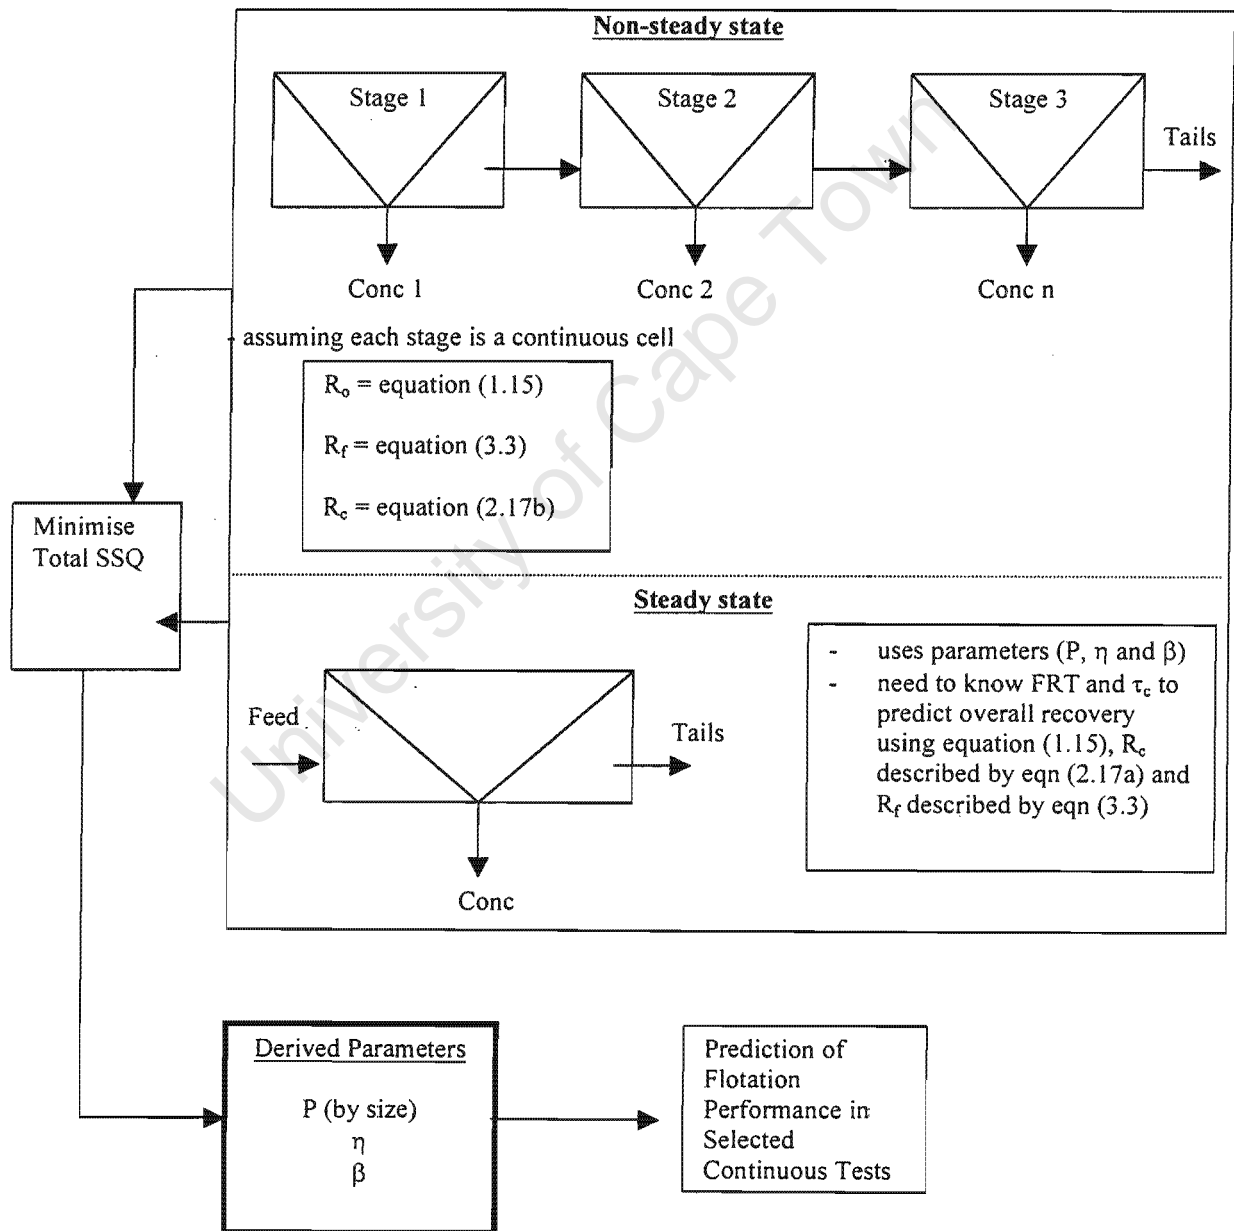 Non-steady state
Stage 1
Stage 2
Stage 3
Tails
Conc 1
Conc 2
Conc n
- assuming each stage is a continuous cell
Rₒ = equation (1.15)
R_f = equation (3.3)
R_c = equation (2.17b)
Minimise
Total SSQ
Steady state
Feed
Tails
Conc
- uses parameters (P, η and β)
- need to know FRT and τ_c to
predict overall recovery
using equation (1.15), R_c
described by eqn (2.17a) and
R_f described by eqn (3.3)
Derived Parameters
P (by size)
η
β
Prediction of
Flotation
Performance in
Selected
Continuous Tests
University of Cape Town